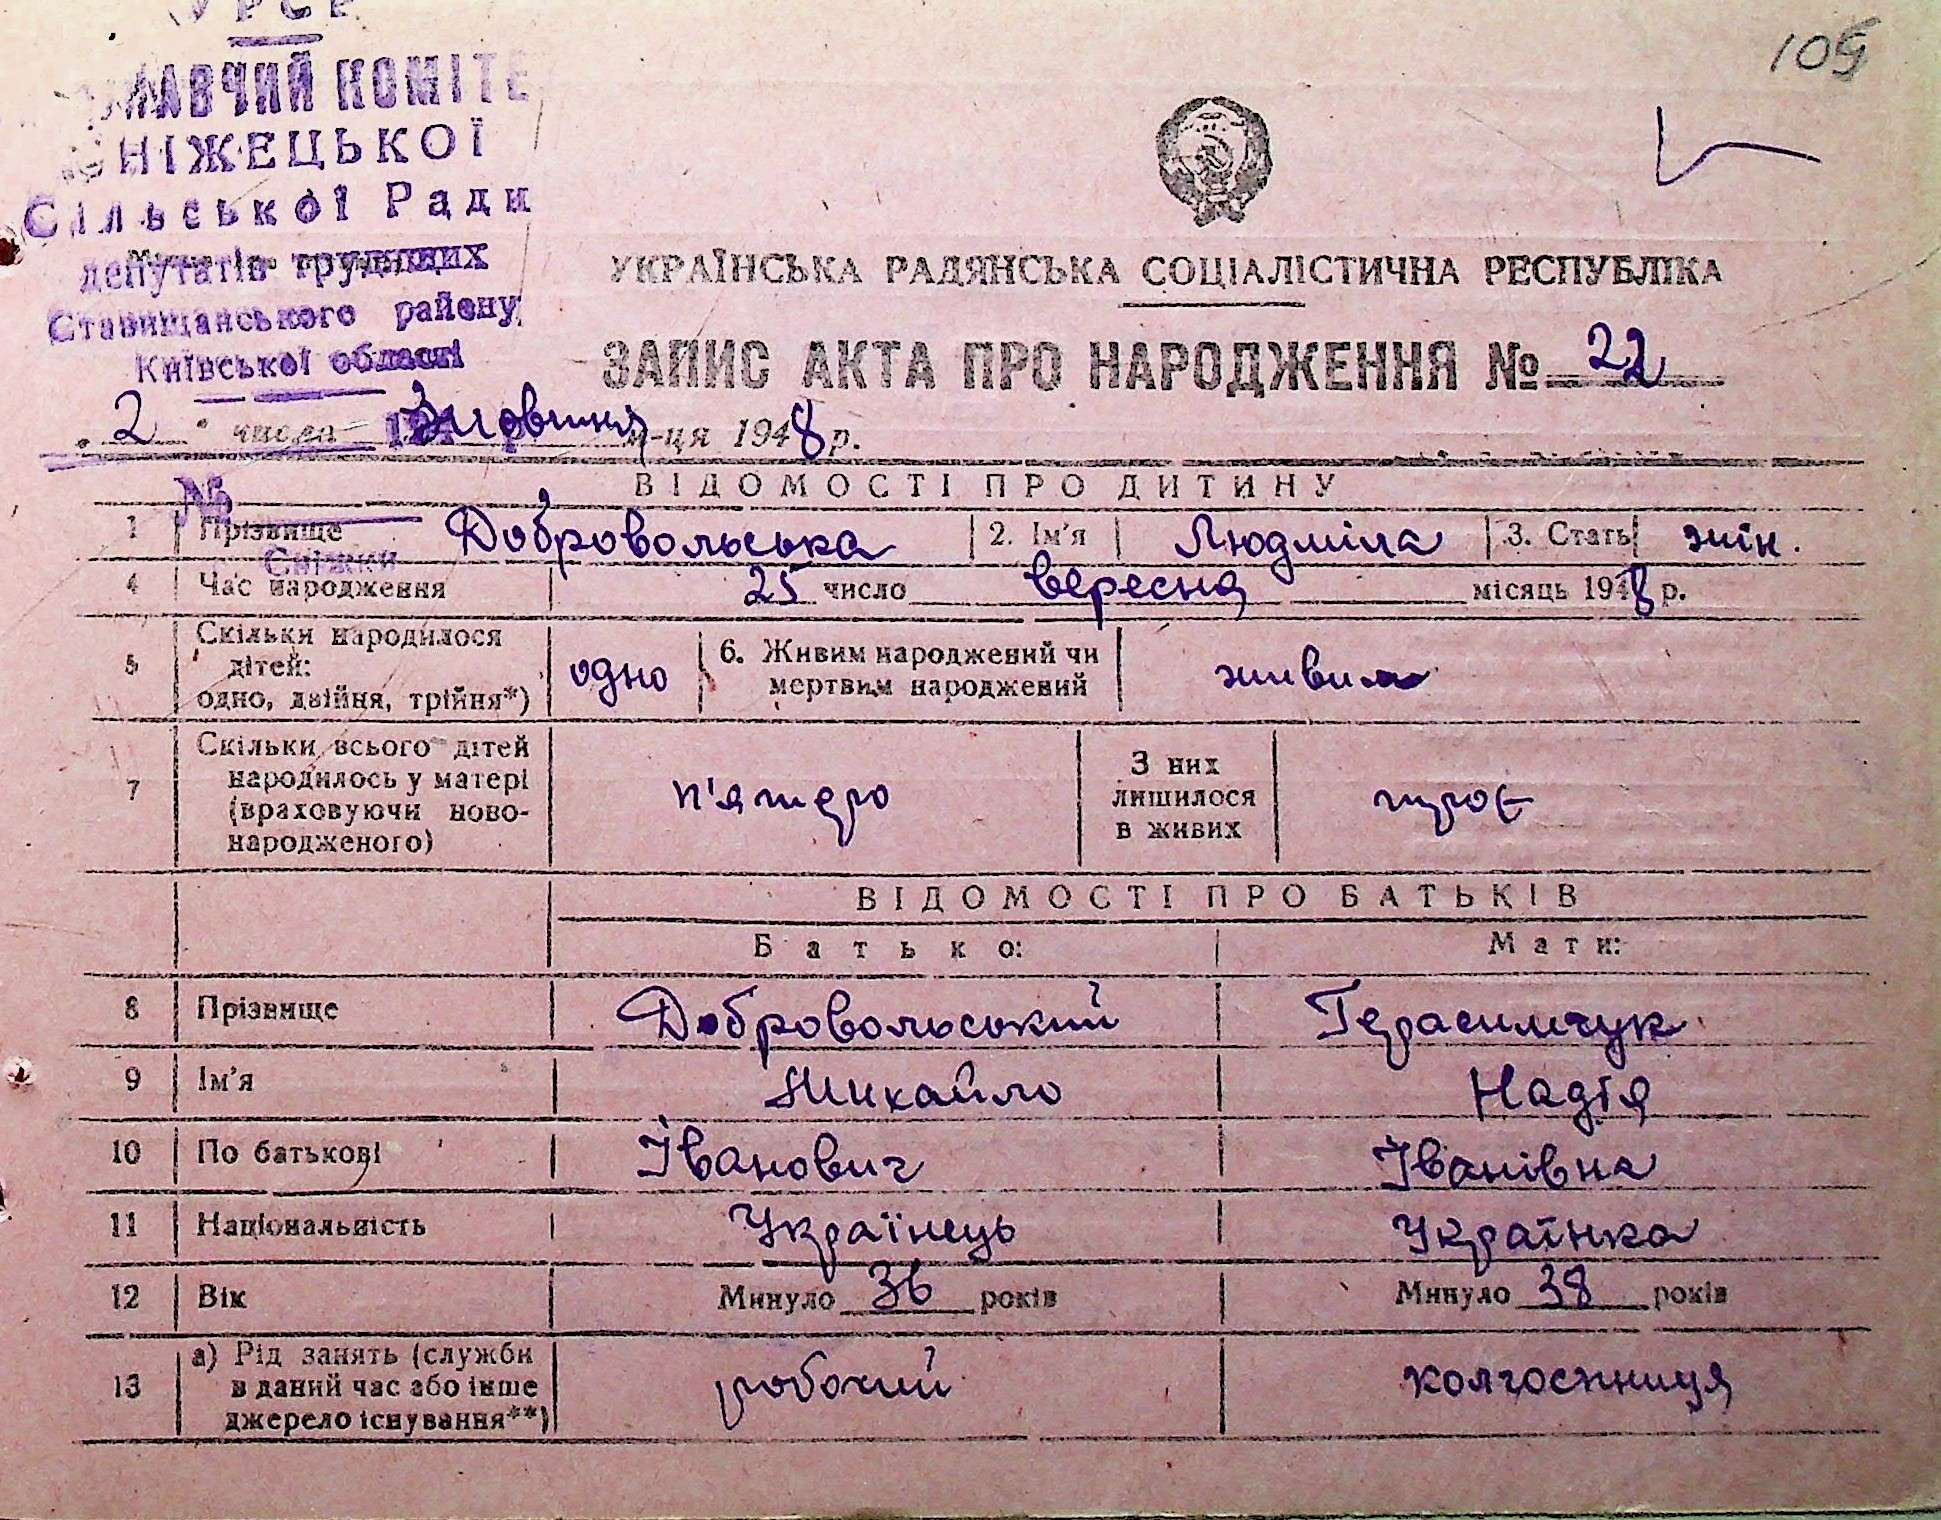 УРСР
109
ВИКОНАВЧИЙ КОМІТЕ
СНІЖЕЦЬКОЇ
Сільської Ради
депутатів трудящих
Ставищанського району
Київської області
УКРАЇНСЬКА РАДЯНСЬКА СОЦІАЛІСТИЧНА РЕСПУБЛІКА
ЗАПИС АКТА ПРО НАРОДЖЕННЯ № 22
"2" числа Жовтня м-ця 1948 р.
№
ВІДОМОСТІ ПРО ДИТИНУ
1 Прізвище Добровольська 2. Ім'я Людміла 3. Стать жін.
Сніжки
4 Час народження 25 число вересня місяць 1948 р.
5 Скільки народилося дітей: одно, двійня, трійня*) одно 6. Живим народжений чи мертвим народжений живим
7 Скільки всього дітей народилось у матері (враховуючи ново-народженого) п'ятеро З них лишилося в живих троє
ВІДОМОСТІ ПРО БАТЬКІВ
Батько: Мати:
8 Прізвище Добровольський Герасимчук
9 Ім'я Микайло Надія
10 По батькові Іванович Іванівна
11 Національність Українець Українка
12 Вік Минуло 36 років Минуло 38 років
13 а) Рід занять (служби в даний час або інше джерело існування**) робочий колгоспниця